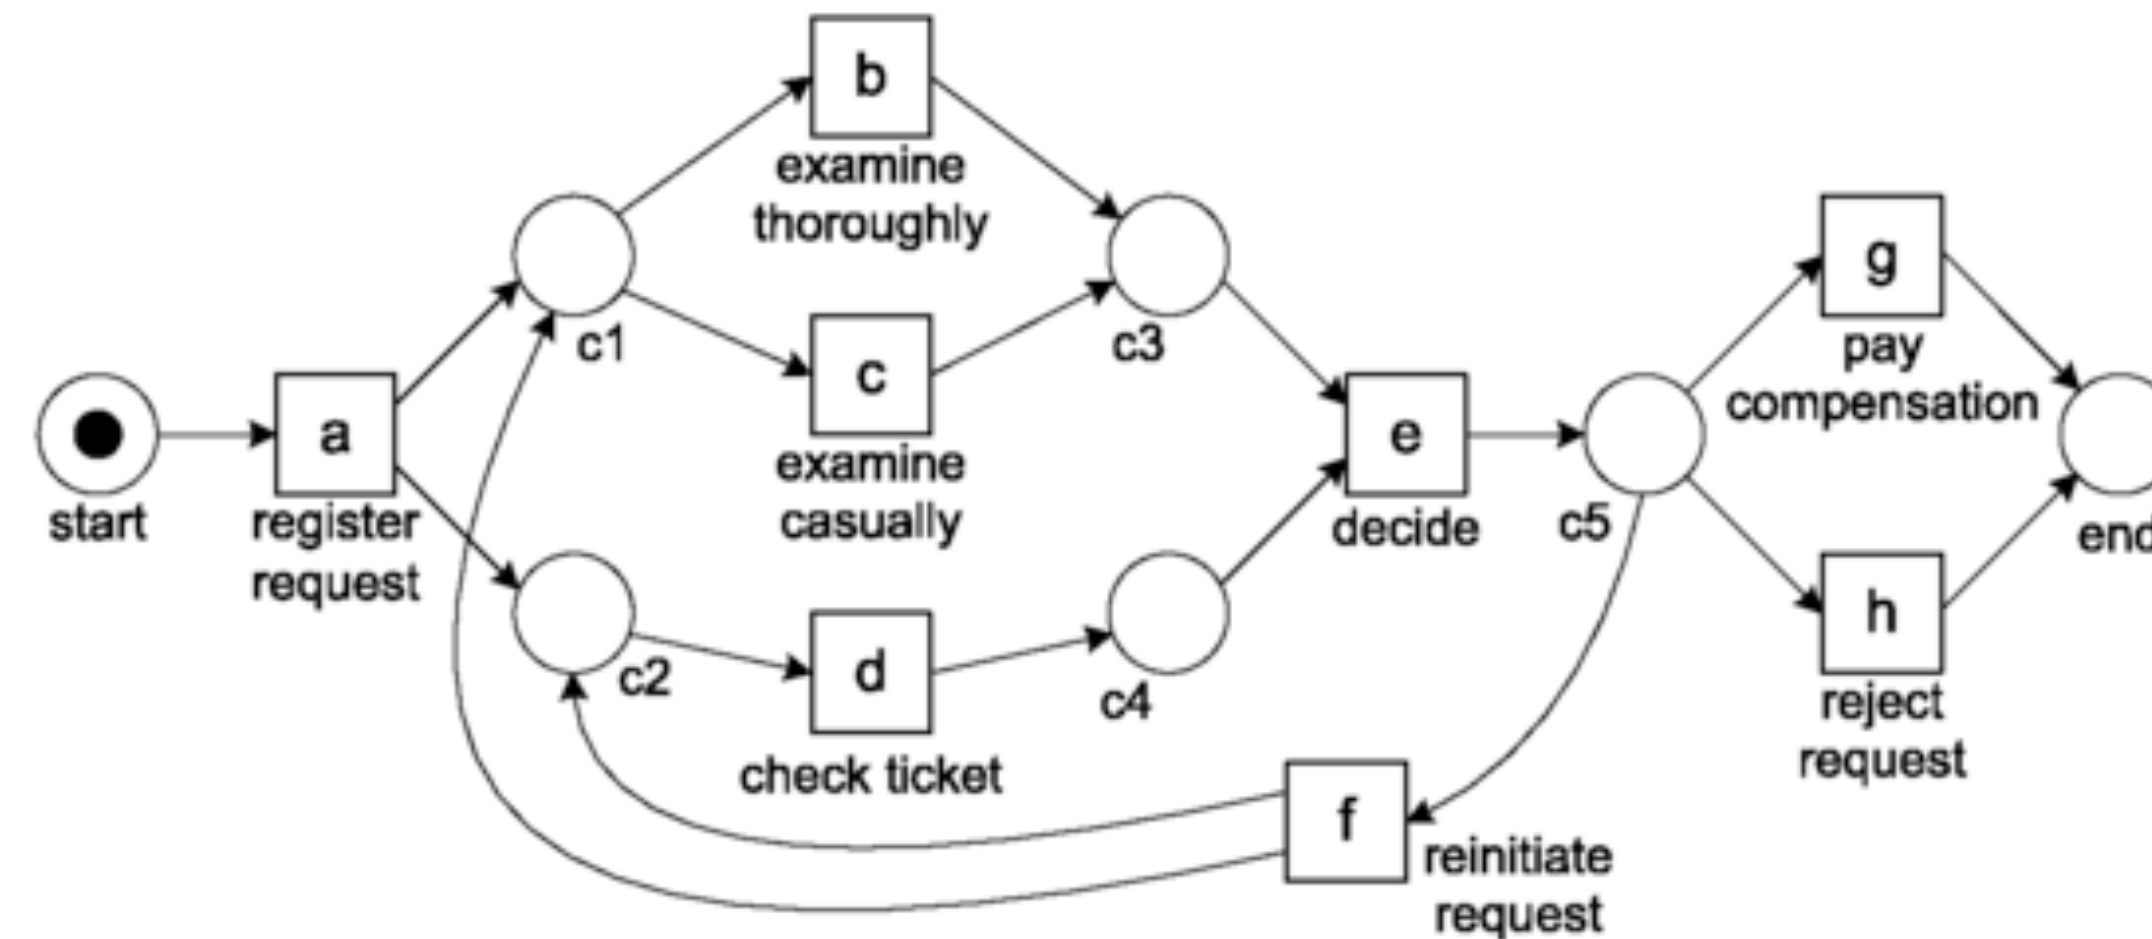 b
examine
thoroughly
c1
c3
g
pay
compensation
c
examine
casually
start
a
register
request
e
decide
c5
end
c2
d
check ticket
c4
h
reject
request
f
reinitiate
request